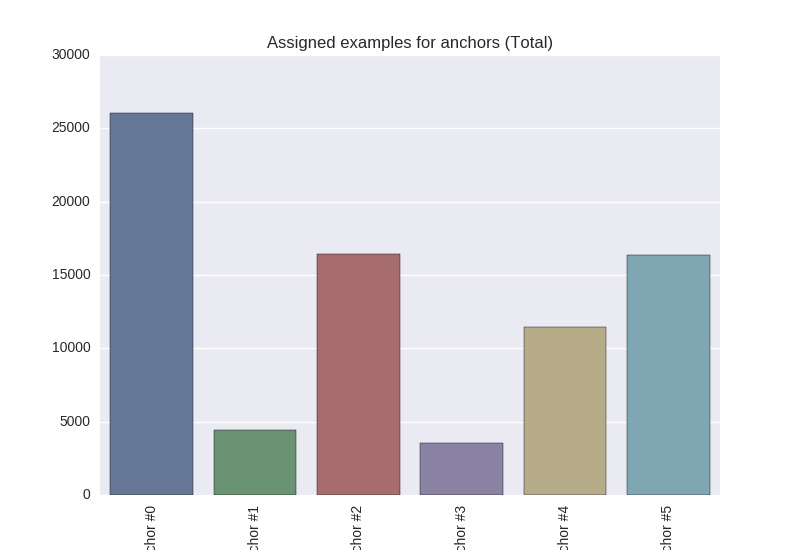 Assigned examples for anchors (Total)
30000
25000
20000
15000
10000
5000
0
chor #0
chor #1
chor #2
chor #3
chor #4
chor #5